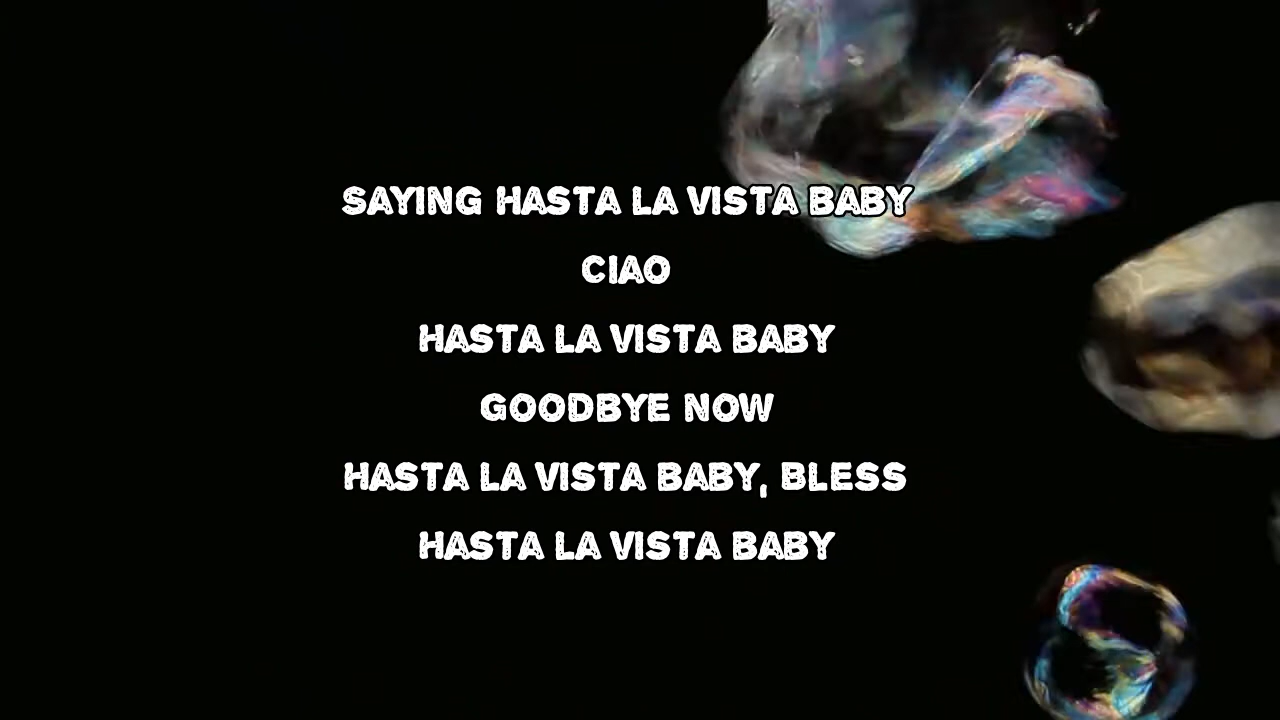 SAYING HASTA LA VISTA BABY
CIAO
HASTA LA VISTA BABY
GOODBYE NOW
HASTA LA VISTA BABY, BLESS
HASTA LA VISTA BABY